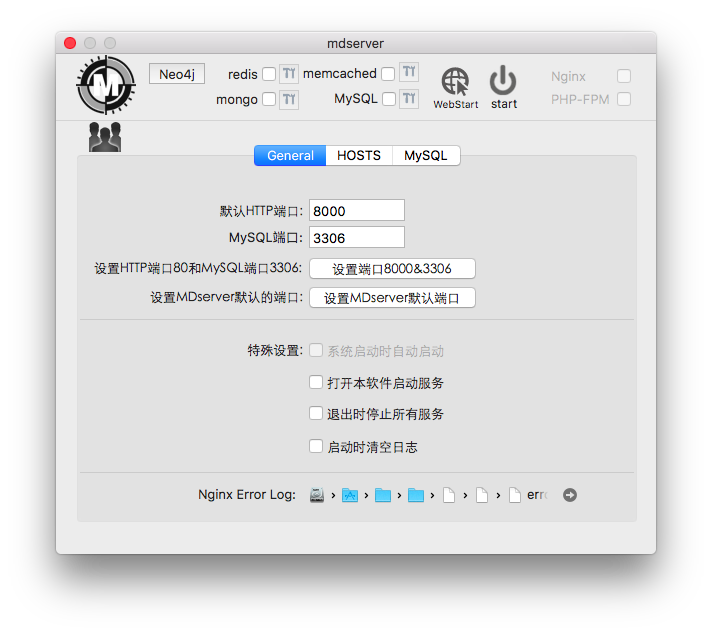 mdserver
Neo4j
redis
memcached
mongo
MySQL
WebStart
start
Nginx
PHP-FPM
General
HOSTS
MySQL
默认HTTP端口: 8000
MySQL端口: 3306
设置HTTP端口80和MySQL端口3306: 设置端口8000&3306
设置MDserver默认的端口: 设置MDserver默认端口
特殊设置: 系统启动时自动启动
打开本软件启动服务
退出时停止所有服务
启动时清空日志
Nginx Error Log: › › › › › › erro